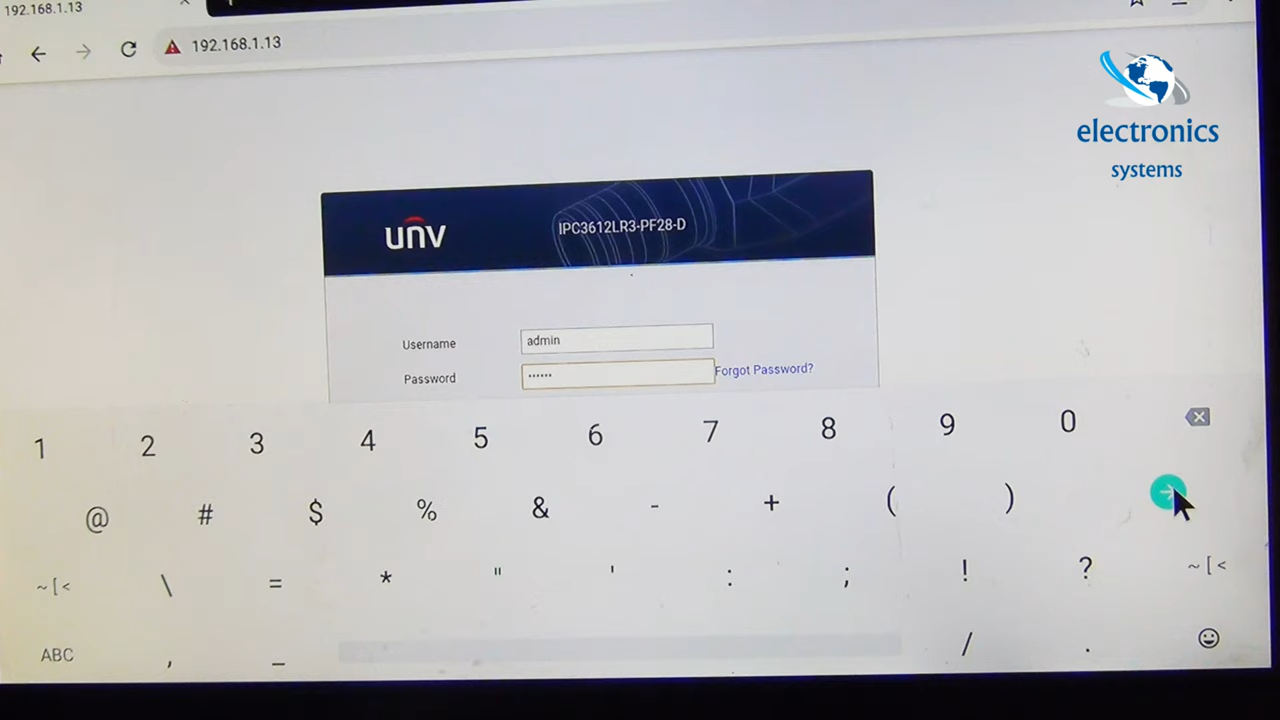 192.168.1.13
192.168.1.13
electronics
systems
unv
IPC3612LR3-PF28-D
Username
admin
Password
••••••
Forgot Password?
1 2 3 4 5 6 7 8 9 0
@ # $ % & - + ( )
~ [ < \ = * " ' : ; ! ? ~ [ <
ABC , _ / .